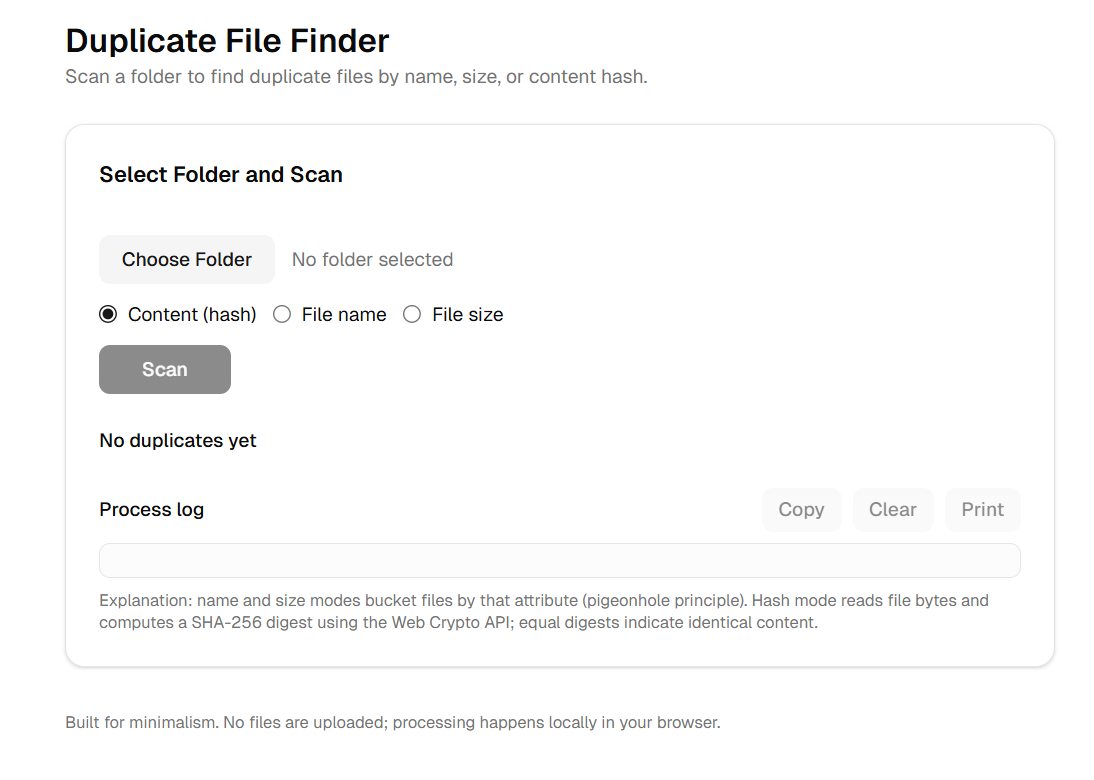 Duplicate File Finder
Scan a folder to find duplicate files by name, size, or content hash.
Select Folder and Scan
Choose Folder No folder selected
Content (hash) File name File size
Scan
No duplicates yet
Process log Copy Clear Print
Explanation: name and size modes bucket files by that attribute (pigeonhole principle). Hash mode reads file bytes and
computes a SHA-256 digest using the Web Crypto API; equal digests indicate identical content.
Built for minimalism. No files are uploaded; processing happens locally in your browser.